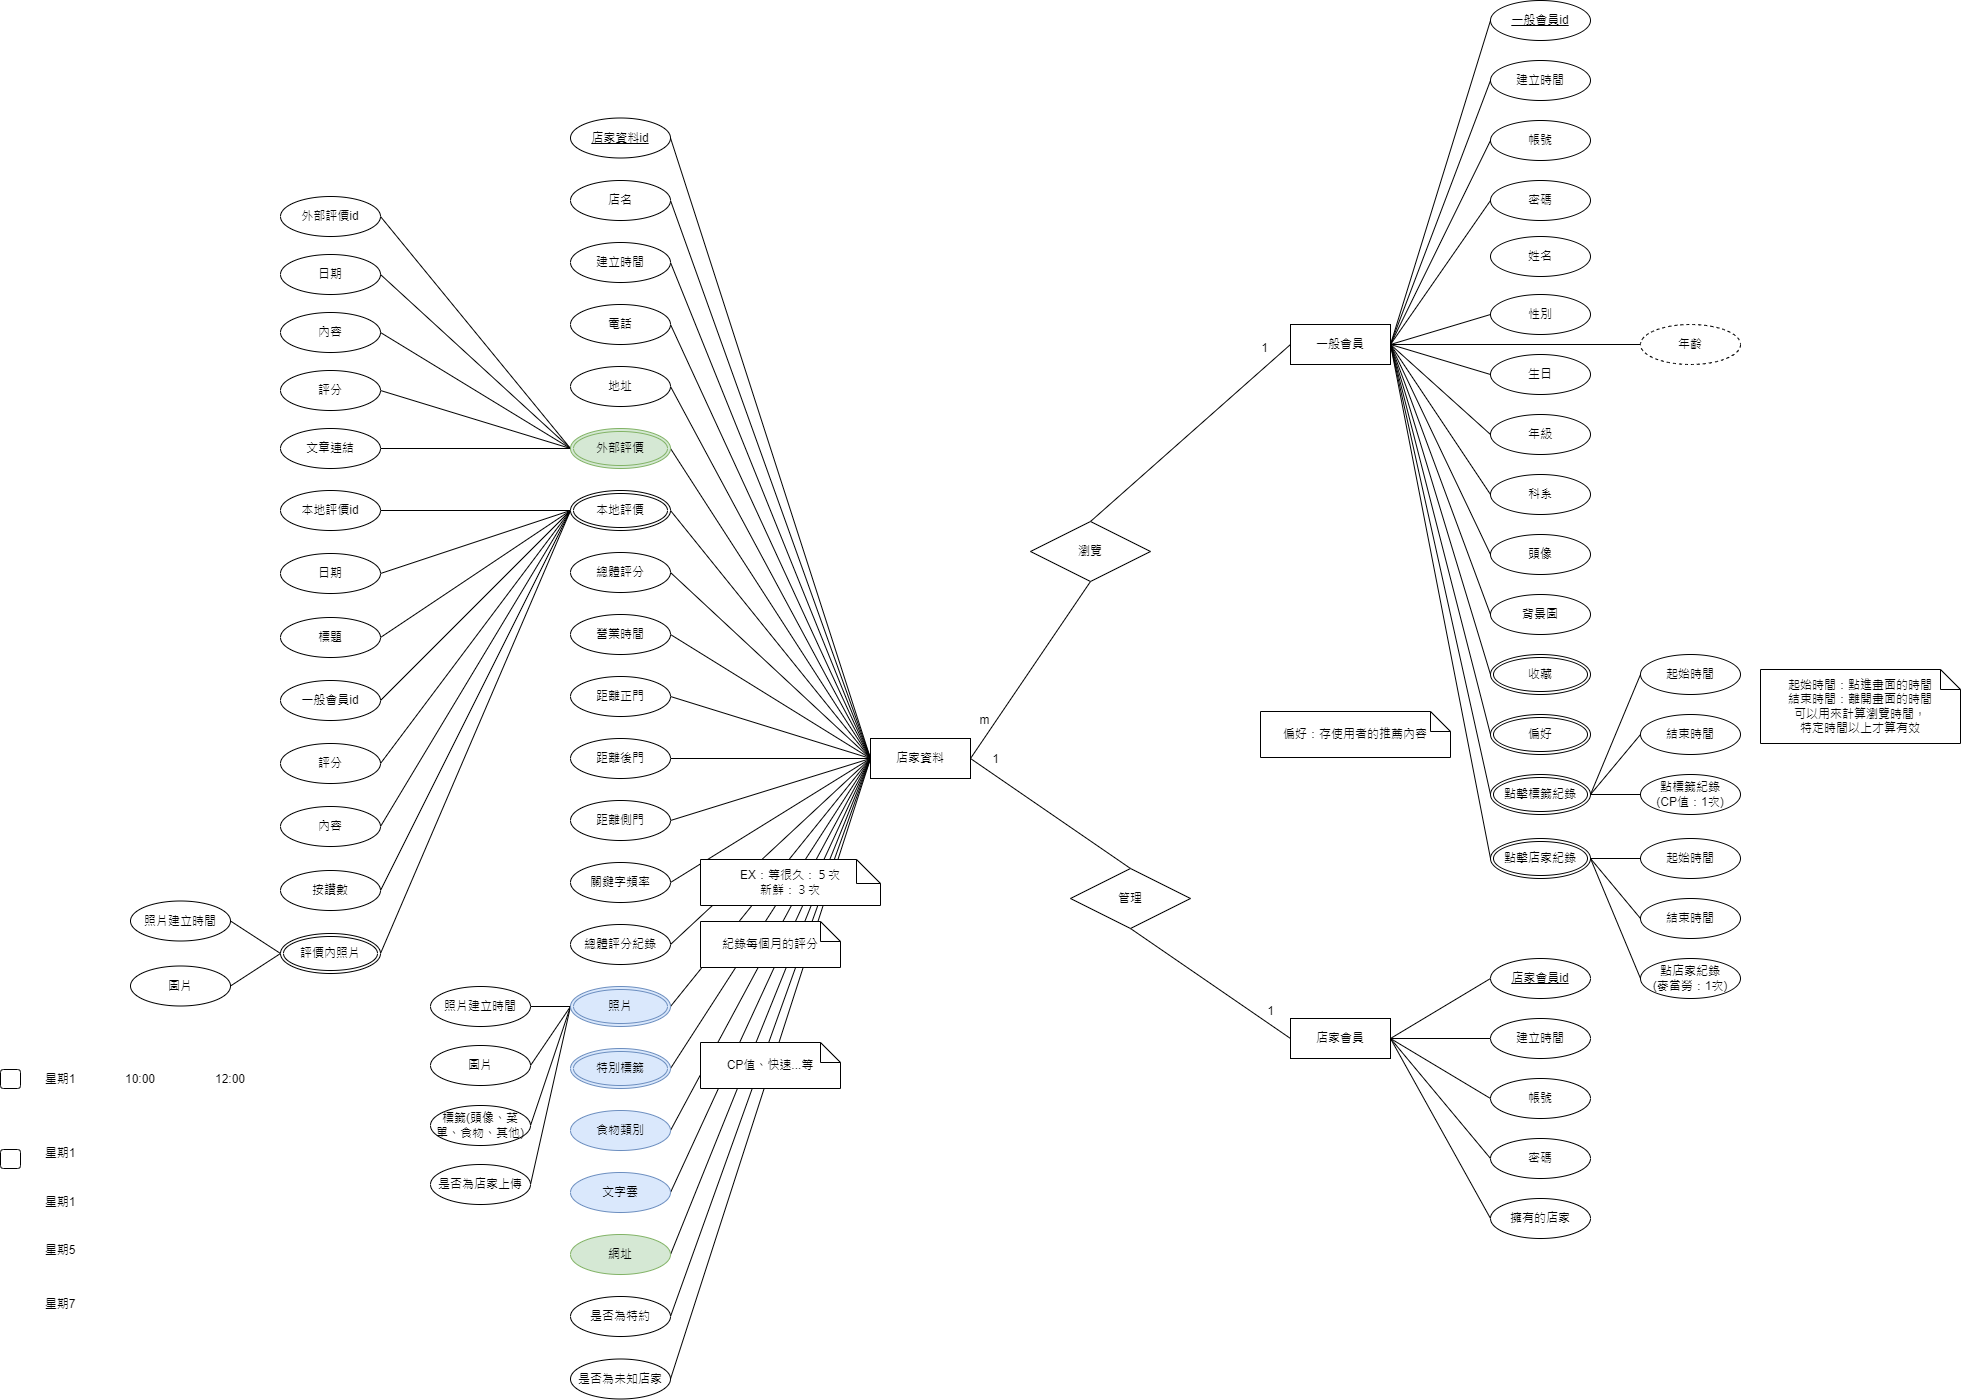 一般會員id
建立時間
帳號
密碼
姓名
性別
年齡
生日
年級
科系
頭像
背景圖
收藏
偏好
點擊標籤紀錄
點擊店家紀錄
一般會員
1
瀏覽
m
1
店家資料
管理
1
店家會員
偏好：存使用者的推薦內容
起始時間
結束時間
點標籤紀錄
(CP值：1次)
起始時間
結束時間
點店家紀錄
(麥當勞：1次)
起始時間：點進畫面的時間
結束時間：離開畫面的時間
可以用來計算瀏覽時間，
特定時間以上才算有效
店家會員id
建立時間
帳號
密碼
擁有的店家
店家資料id
店名
建立時間
電話
地址
外部評價
本地評價
總體評分
營業時間
距離正門
距離後門
距離側門
關鍵字頻率
總體評分紀錄
照片
特別標籤
食物類別
文字雲
網址
是否為特約
是否為未知店家
EX：等很久： 5 次
新鮮： 3 次
紀錄每個月的評分
CP值、快速...等
外部評價id
日期
內容
評分
文章連結
本地評價id
日期
標題
一般會員id
評分
內容
按讚數
評價內照片
照片建立時間
圖片
照片建立時間
圖片
標籤(頭像、菜
單、食物、其他)
是否為店家上傳
星期1
10:00
12:00
星期1
星期1
星期5
星期7